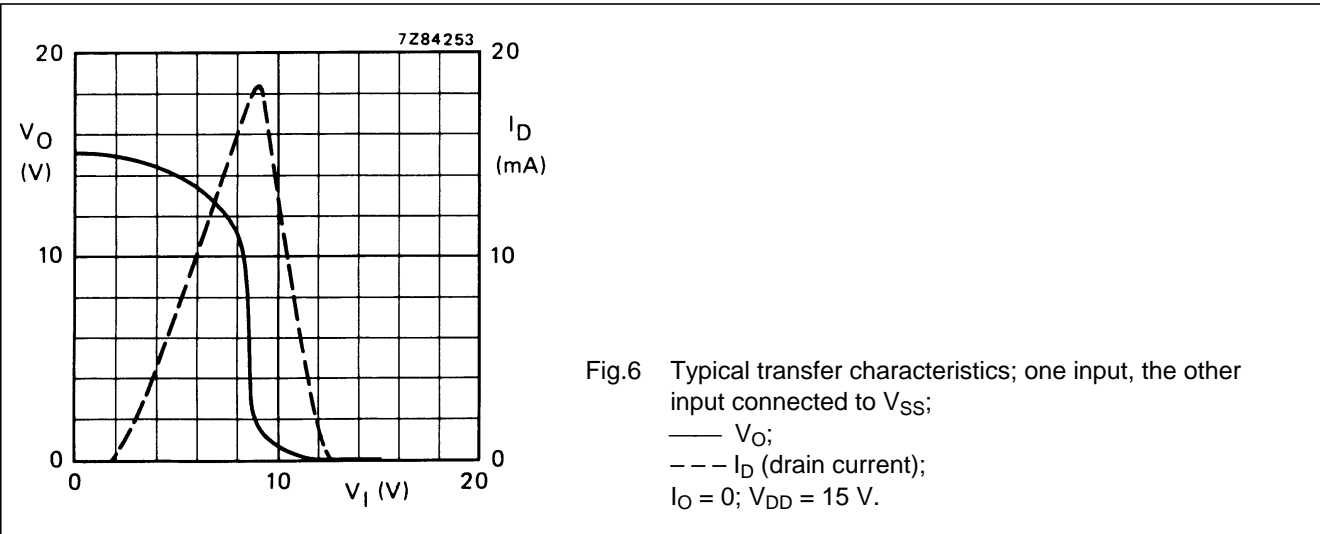 7Z84253
20
20
V_O
(V)
I_D
(mA)
10
10
0
0
0
10
20
V_I (V)
Fig.6 Typical transfer characteristics; one input, the other
input connected to V_SS;
—— V_O;
– – – I_D (drain current);
I_O = 0; V_DD = 15 V.